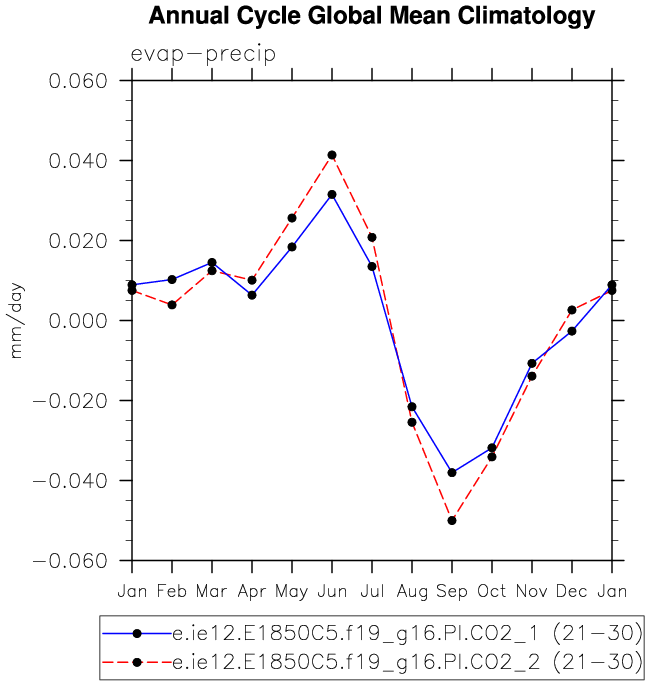 Annual Cycle Global Mean Climatology
evap-precip
0.060
0.040
0.020
0.000
-0.020
-0.040
-0.060
mm/day
Jan Feb Mar Apr May Jun Jul Aug Sep Oct Nov Dec Jan
e.ie12.E1850C5.f19_g16.PI.CO2_1 (21-30)
e.ie12.E1850C5.f19_g16.PI.CO2_2 (21-30)